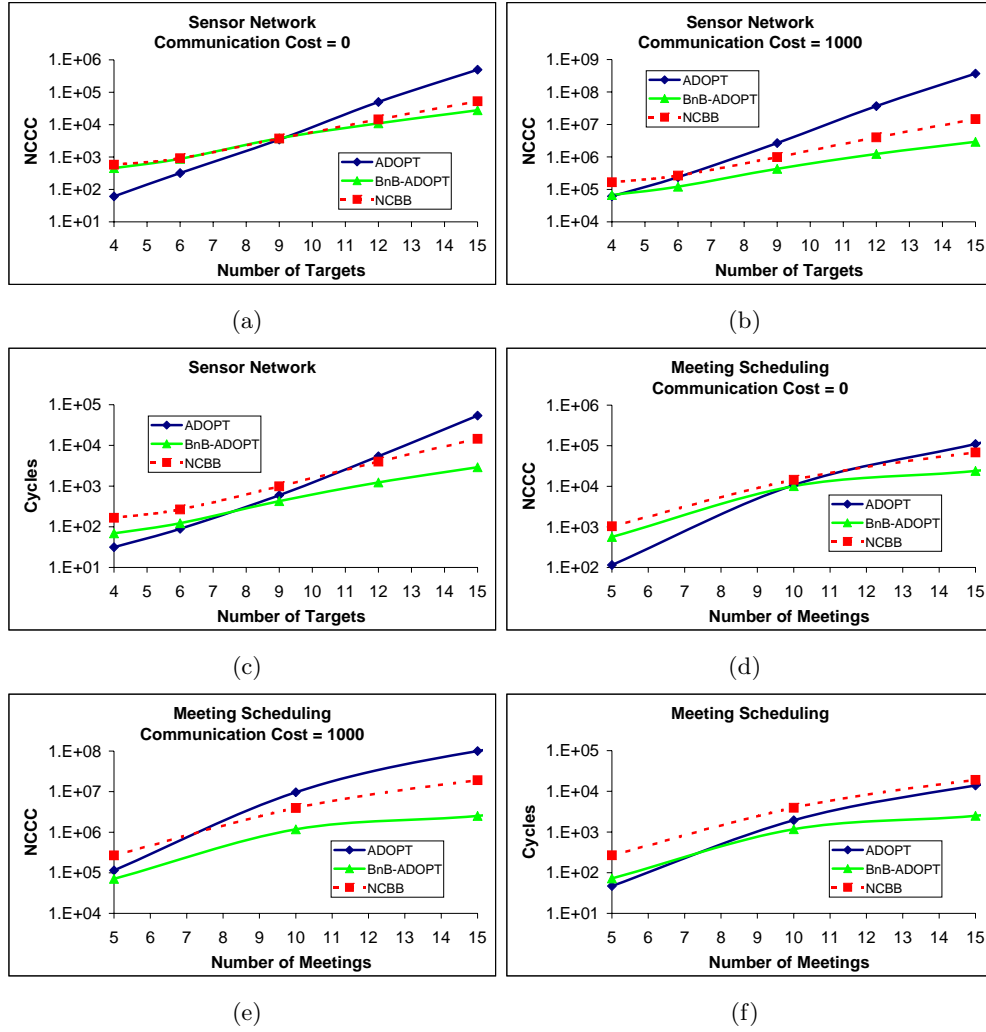 Sensor Network
Communication Cost = 0
1.E+06
1.E+05
1.E+04
1.E+03
1.E+02
1.E+01
NCCC
ADOPT
BnB-ADOPT
NCBB
4 5 6 7 8 9 10 11 12 13 14 15
Number of Targets
(a)
Sensor Network
Communication Cost = 1000
1.E+09
1.E+08
1.E+07
1.E+06
1.E+05
1.E+04
NCCC
ADOPT
BnB-ADOPT
NCBB
4 5 6 7 8 9 10 11 12 13 14 15
Number of Targets
(b)
Sensor Network
1.E+05
1.E+04
1.E+03
1.E+02
1.E+01
Cycles
ADOPT
BnB-ADOPT
NCBB
4 5 6 7 8 9 10 11 12 13 14 15
Number of Targets
(c)
Meeting Scheduling
Communication Cost = 0
1.E+06
1.E+05
1.E+04
1.E+03
1.E+02
NCCC
ADOPT
BnB-ADOPT
NCBB
5 6 7 8 9 10 11 12 13 14 15
Number of Meetings
(d)
Meeting Scheduling
Communication Cost = 1000
1.E+08
1.E+07
1.E+06
1.E+05
1.E+04
NCCC
ADOPT
BnB-ADOPT
NCBB
5 6 7 8 9 10 11 12 13 14 15
Number of Meetings
(e)
Meeting Scheduling
1.E+05
1.E+04
1.E+03
1.E+02
1.E+01
Cycles
ADOPT
BnB-ADOPT
NCBB
5 6 7 8 9 10 11 12 13 14 15
Number of Meetings
(f)